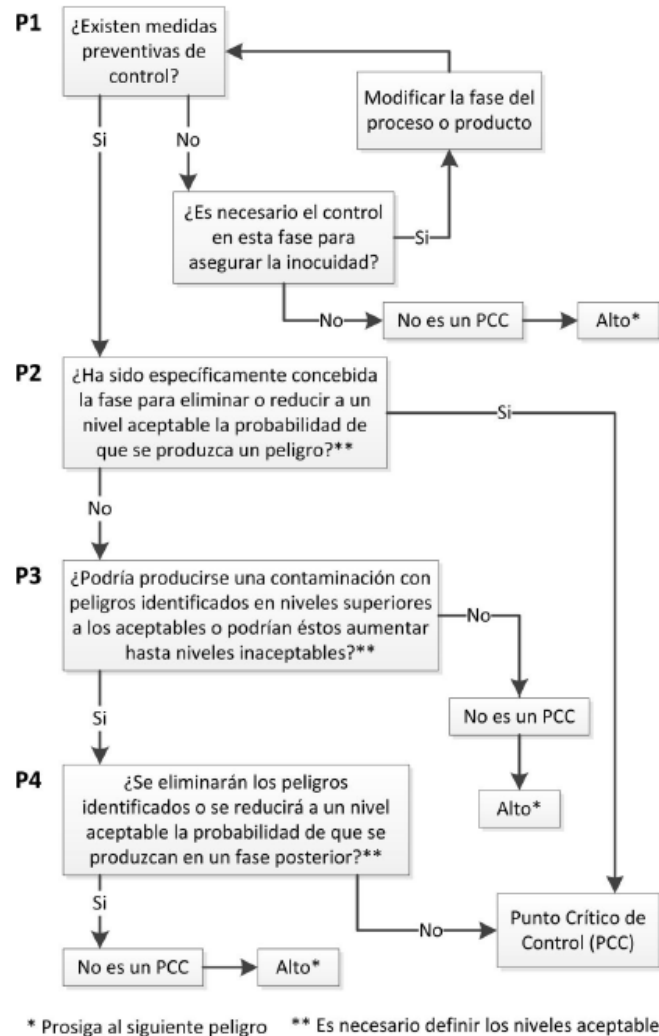 P1
¿Existen medidas
preventivas de
control?
Modificar la fase del
proceso o producto
Si
No
¿Es necesario el control
en esta fase para
asegurar la inocuidad?
Si
No
No es un PCC
Alto*
P2
¿Ha sido específicamente concebida
la fase para eliminar o reducir a un
nivel aceptable la probabilidad de
que se produzca un peligro?**
Si
No
P3
¿Podría producirse una contaminación con
peligros identificados en niveles superiores
a los aceptables o podrían éstos aumentar
hasta niveles inaceptables?**
No
No es un PCC
Alto*
Si
P4
¿Se eliminarán los peligros
identificados o se reducirá a un nivel
aceptable la probabilidad de que se
produzcan en un fase posterior?**
Si
No
Punto Crítico de
Control (PCC)
No es un PCC
Alto*
* Prosiga al siguiente peligro ** Es necesario definir los niveles aceptable